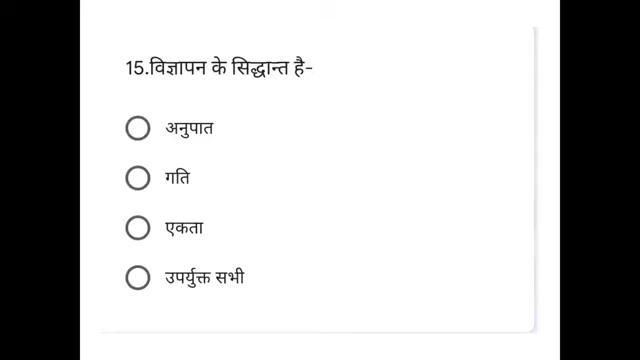 15.विज्ञापन के सिद्धान्त है-
अनुपात
गति
एकता
उपर्युक्त सभी